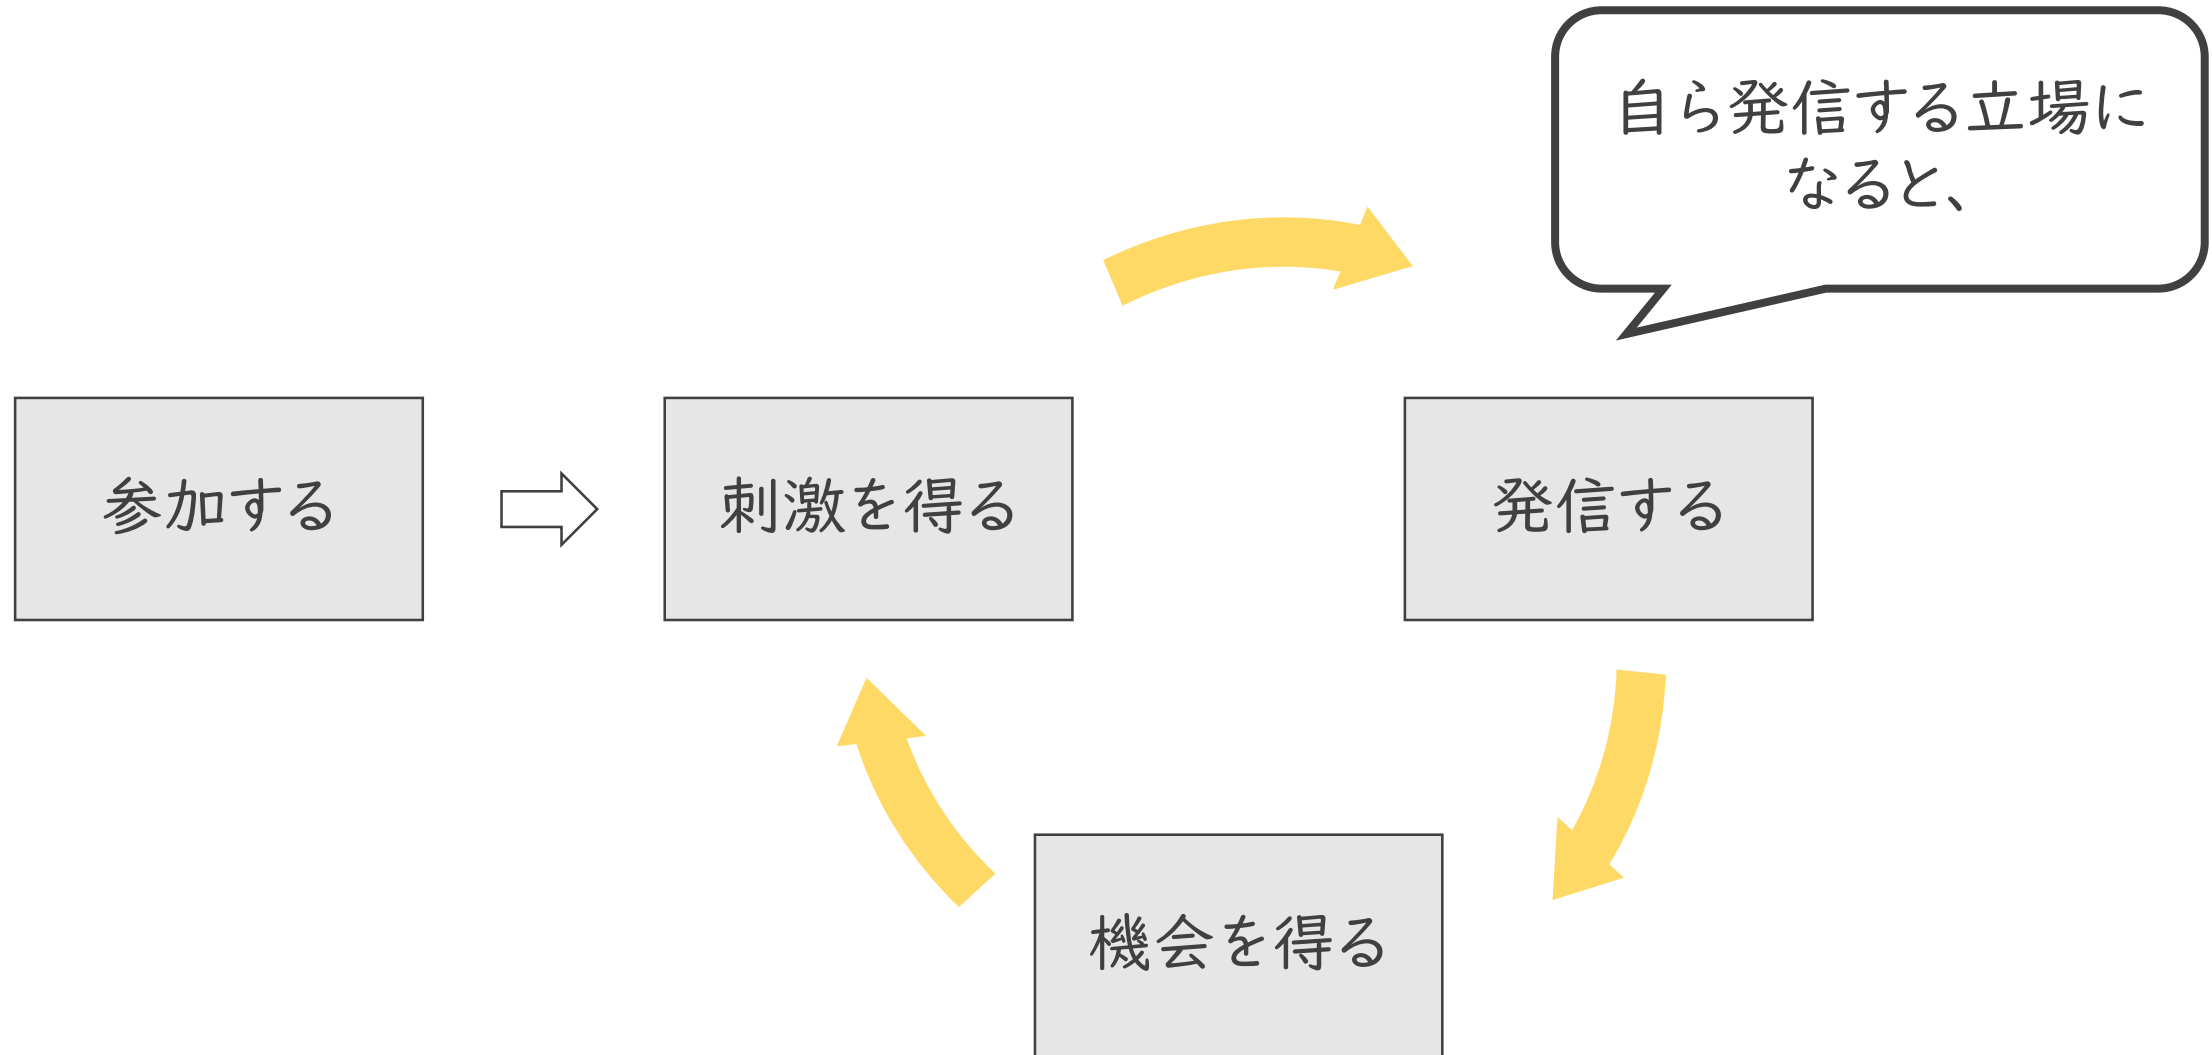 自ら発信する立場に
なると、
参加する
刺激を得る
発信する
機会を得る